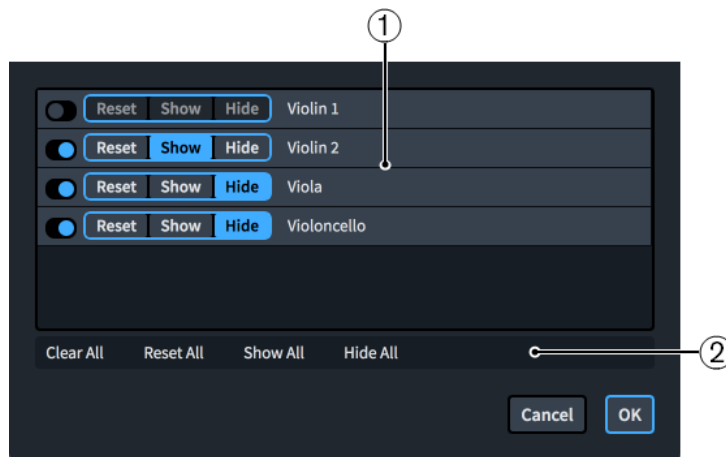 1
Reset Show Hide Violin 1
Reset Show Hide Violin 2
Reset Show Hide Viola
Reset Show Hide Violoncello
Clear All Reset All Show All Hide All
2
Cancel OK